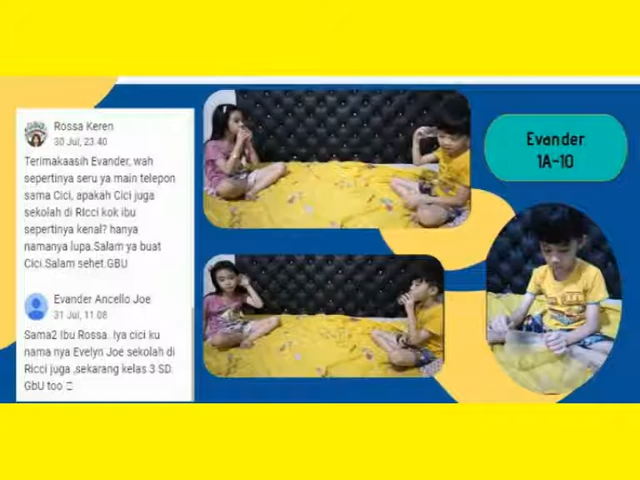 Rossa Keren
30 Jul, 23.40
Terimakaasih Evander, wah
sepertinya seru ya main telepon
sama Cici, apakah Cici juga
sekolah di RIcci kok ibu
sepertinya kenal? hanya
namanya lupa.Salam ya buat
Cici.Salam sehet.GBU
Evander Ancello Joe
31 Jul, 11.08
Sama2 Ibu Rossa. Iya cici ku
nama nya Evelyn Joe sekolah di
Ricci juga ,sekarang kelas 3 SD.
GbU too
Evander
1A-10